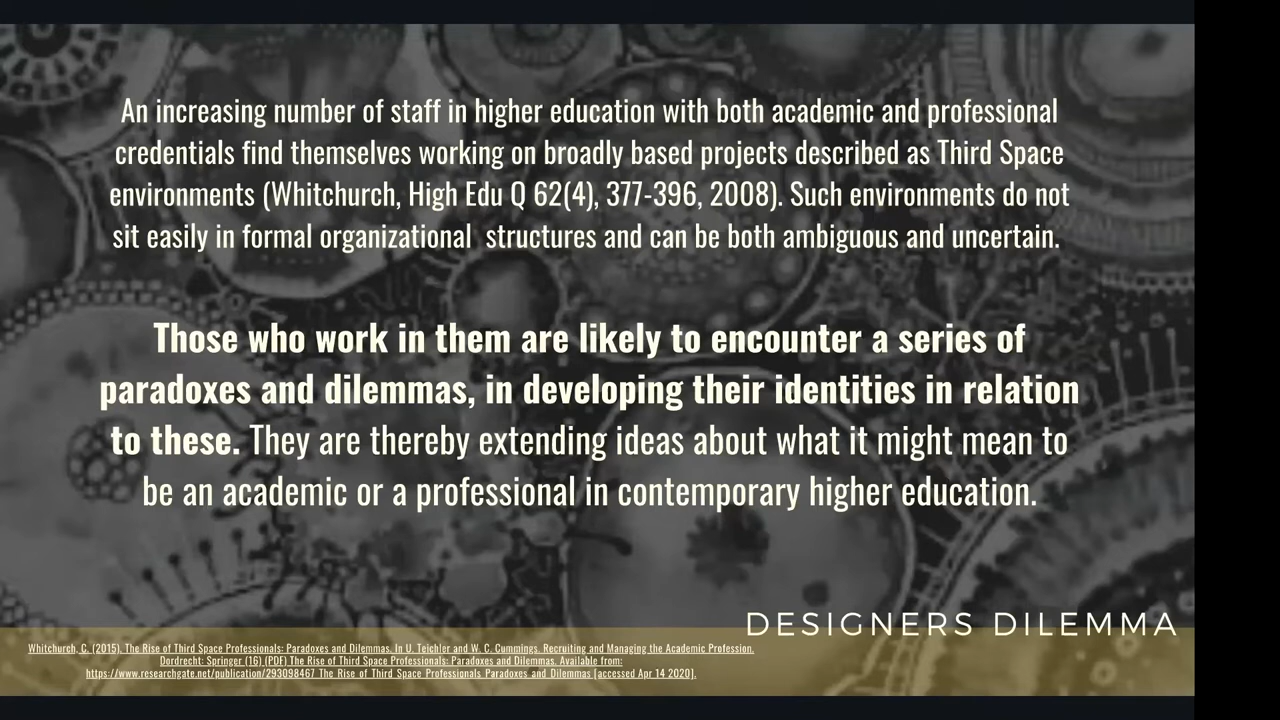 An increasing number of staff in higher education with both academic and professional
credentials find themselves working on broadly based projects described as Third Space
environments (Whitchurch, High Edu Q 62(4), 377-396, 2008). Such environments do not
sit easily in formal organizational structures and can be both ambiguous and uncertain.
Those who work in them are likely to encounter a series of
paradoxes and dilemmas, in developing their identities in relation
to these. They are thereby extending ideas about what it might mean to
be an academic or a professional in contemporary higher education.
DESIGNERS DILEMMA
Whitchurch, C. (2015). The Rise of Third Space Professionals: Paradoxes and Dilemmas. In U. Teichler and W. C. Cummings. Recruiting and Managing the Academic Profession.
Dordrecht: Springer (16) (PDF) The Rise of Third Space Professionals: Paradoxes and Dilemmas. Available from:
https://www.researchgate.net/publication/293098467_The_Rise_of_Third_Space_Professionals_Paradoxes_and_Dilemmas [accessed Apr 14 2020].